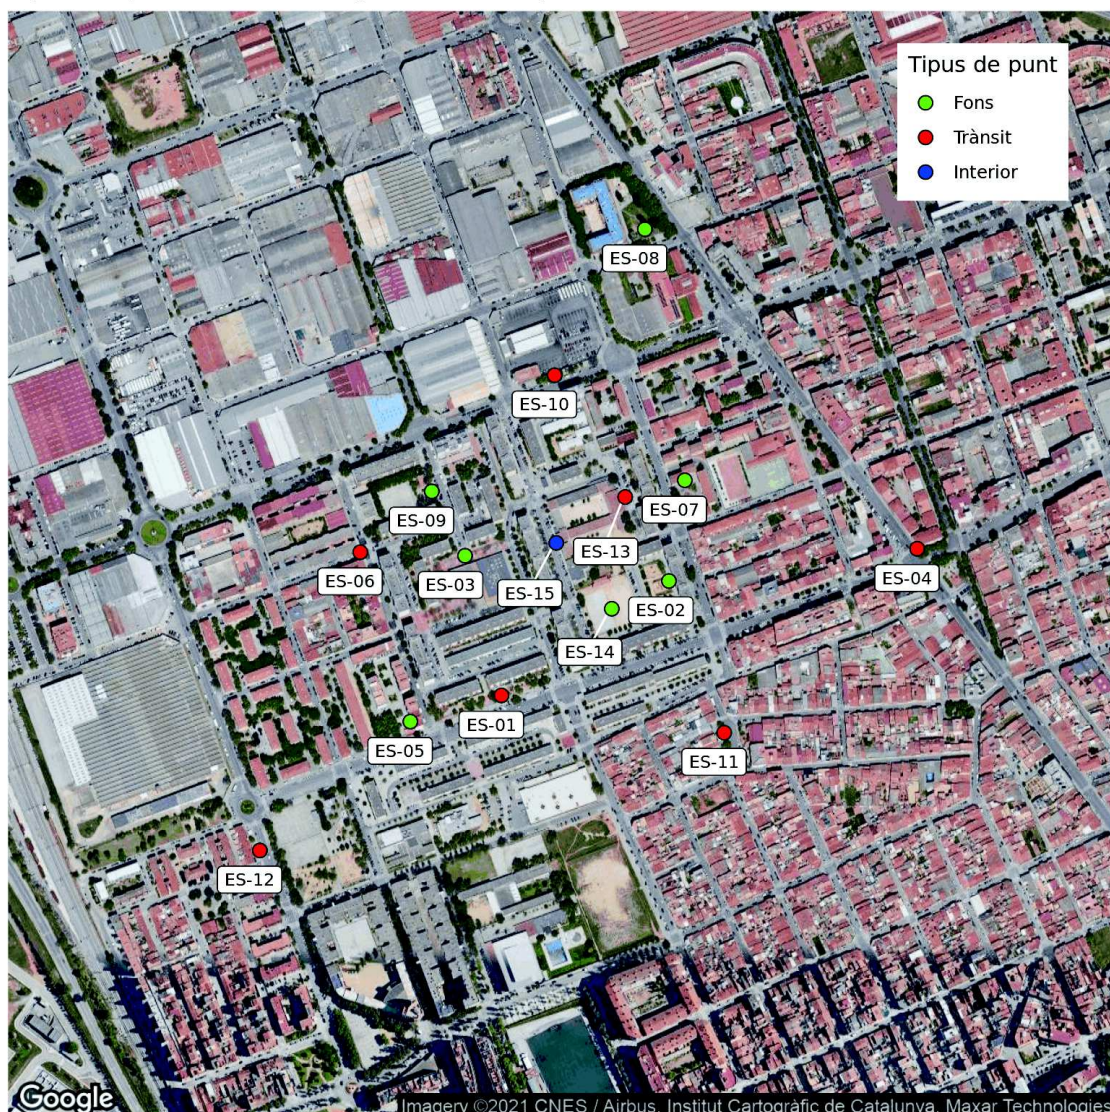 Tipus de punt
Fons
Trànsit
Interior
ES-08
ES-10
ES-09
ES-07
ES-13
ES-06
ES-03
ES-15
ES-04
ES-02
ES-14
ES-01
ES-05
ES-11
ES-12
Google
Imagery ©2021 CNES / Airbus, Institut Cartogràfic de Catalunya, Maxar Technologies